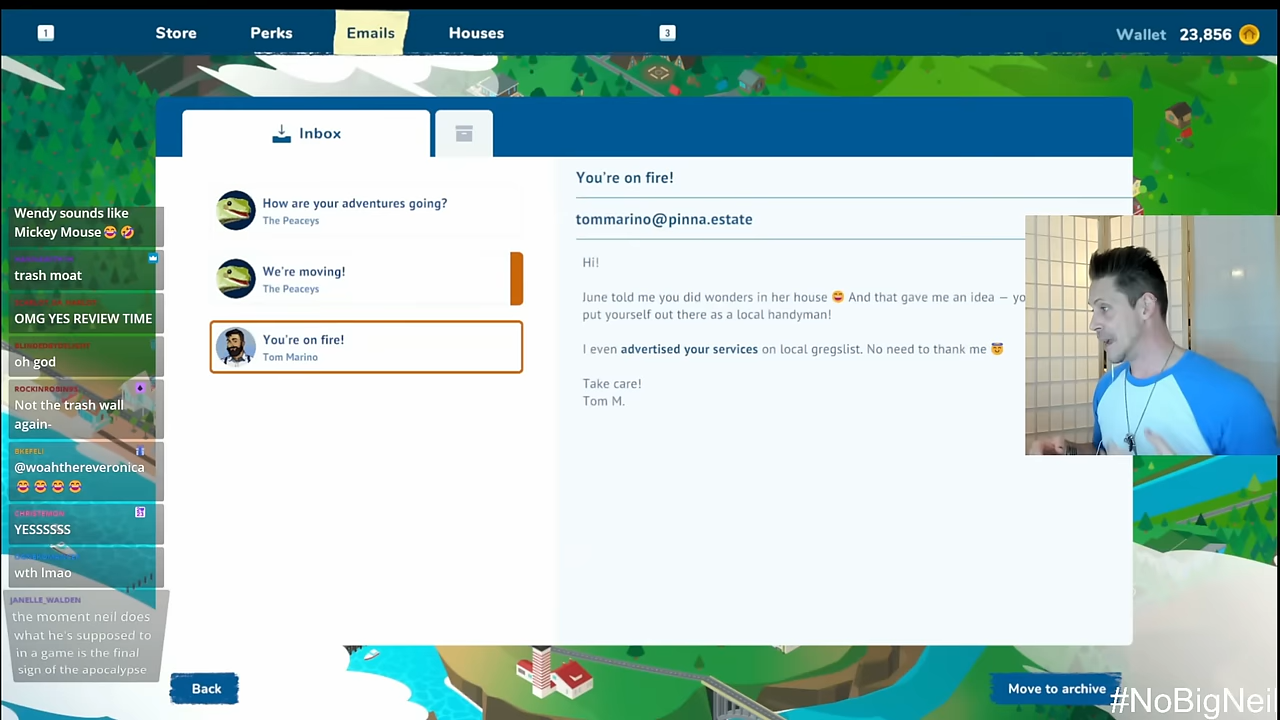 1
Store
Perks
Emails
Houses
3
Wallet 23,856
Inbox
How are your adventures going?
The Peaceys
We're moving!
The Peaceys
You're on fire!
Tom Marino
You're on fire!
tommarino@pinna.estate
Hi!
June told me you did wonders in her house 😄 And that gave me an idea — yo
put yourself out there as a local handyman!
I even advertised your services on local gregslist. No need to thank me 😇
Take care!
Tom M.
Wendy sounds like
Mickey Mouse😂 🤣
trash moat
OMG YES REVIEW TIME
oh god
ROCKINROBIN
Not the trash wall
again-
BKEFELI
@woahthereveronica
😂 😂 😂 😂
YESSSSSS
wth lmao
JANELLE_WALDEN
the moment neil does
what he's supposed to
in a game is the final
sign of the apocalypse
Back
Move to archive
#NoBigNei